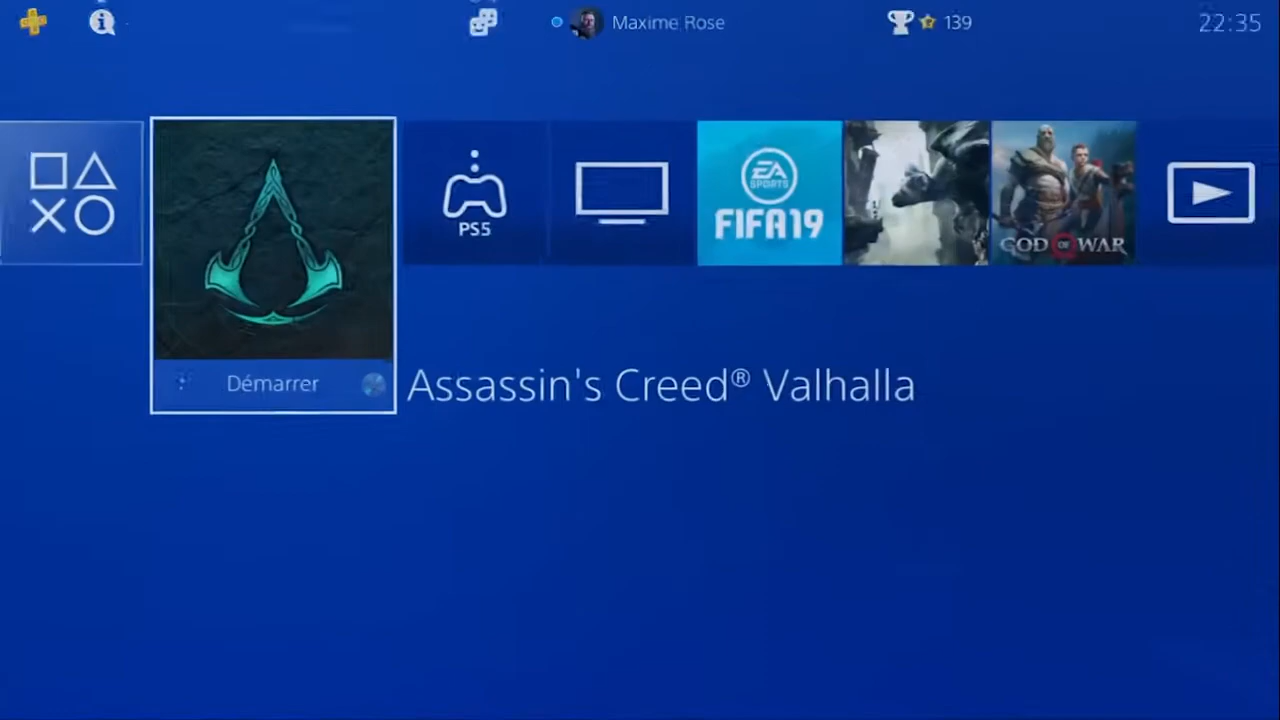 Maxime Rose
139
22:35
PS5
EA
SPORTS
FIFA19
GOD OF WAR
Démarrer
Assassin's Creed® Valhalla